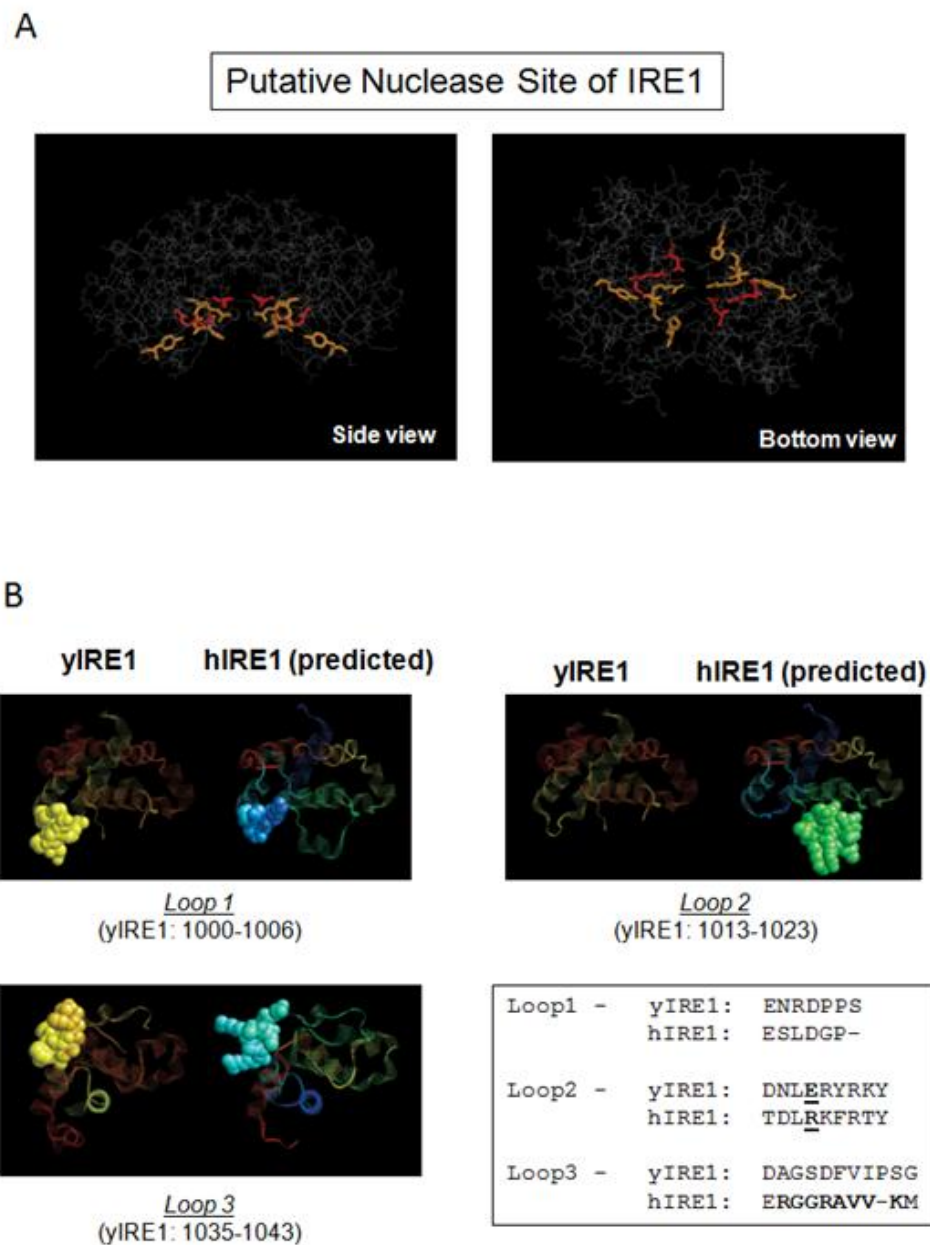 A
Putative Nuclease Site of IRE1
Side view
Bottom view
B
yIRE1 hIRE1 (predicted)
yIRE1 hIRE1 (predicted)
Loop 1
(yIRE1: 1000-1006)
Loop 2
(yIRE1: 1013-1023)
Loop 3
(yIRE1: 1035-1043)
Loop1 - yIRE1: ENRDPPS
hIRE1: ESLDGP-
Loop2 - yIRE1: DNLERYRKY
hIRE1: TDLRKFRTY
Loop3 - yIRE1: DAGSDFVIPSG
hIRE1: ERGGRAVV-KM